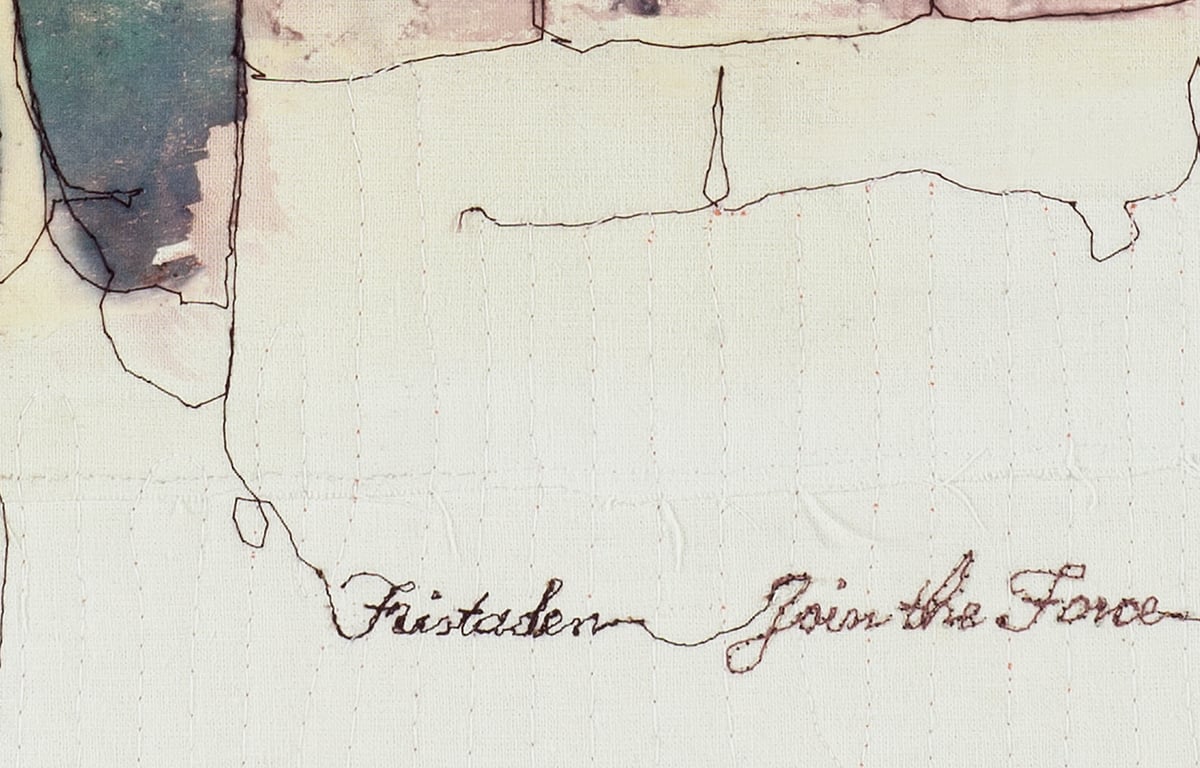 Fristaden Join the Force